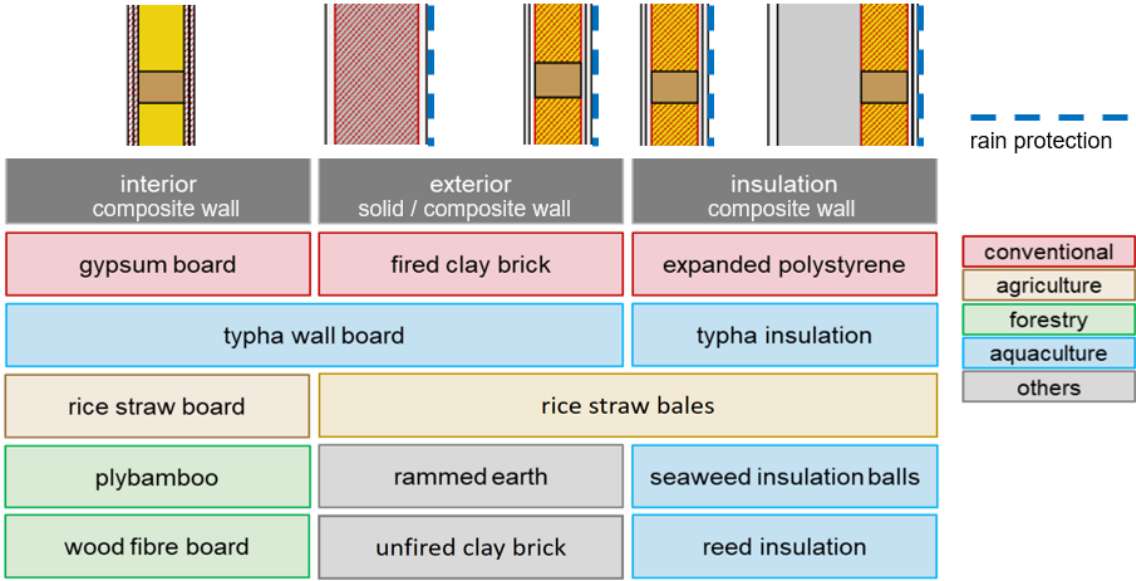 rain protection
interior
composite wall
exterior
solid / composite wall
insulation
composite wall
gypsum board
fired clay brick
expanded polystyrene
typha wall board
typha insulation
rice straw board
rice straw bales
plybamboo
rammed earth
seaweed insulation balls
wood fibre board
unfired clay brick
reed insulation
conventional
agriculture
forestry
aquaculture
others